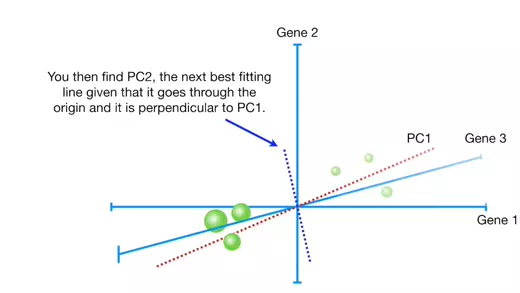 Gene 2
You then find PC2, the next best fitting
line given that it goes through the
origin and it is perpendicular to PC1.
PC1
Gene 3
Gene 1